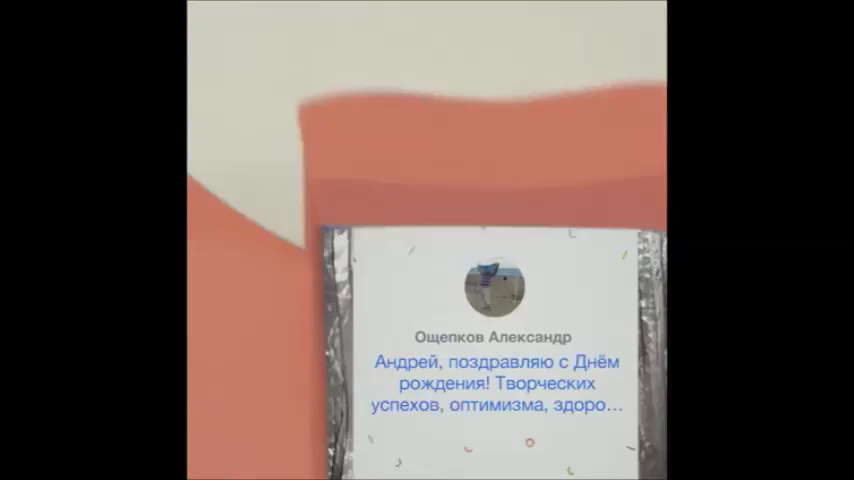 Ощепков Александр
Андрей, поздравляю с Днём
рождения! Творческих
успехов, оптимизма, здоро...